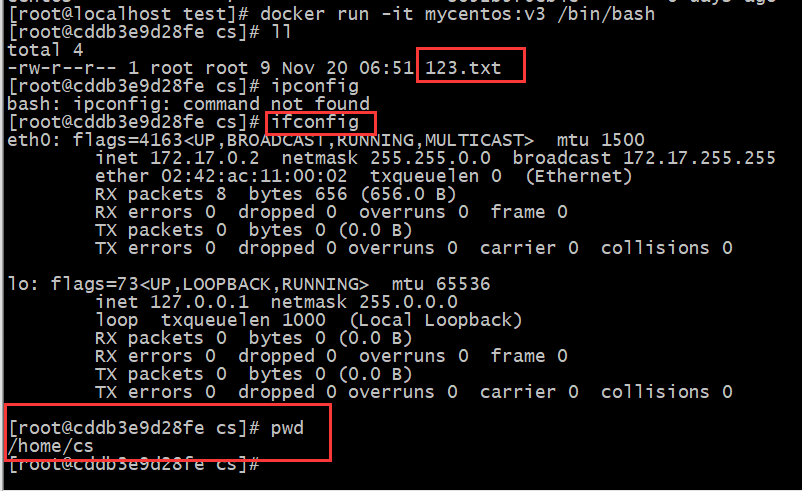 [root@localhost test]# docker run -it mycentos:v3 /bin/bash
[root@cddb3e9d28fe cs]# ll
total 4
-rw-r--r-- 1 root root 9 Nov 20 06:51 123.txt
[root@cddb3e9d28fe cs]# ipconfig
bash: ipconfig: command not found
[root@cddb3e9d28fe cs]# ifconfig
eth0: flags=4163<UP,BROADCAST,RUNNING,MULTICAST>  mtu 1500
        inet 172.17.0.2  netmask 255.255.0.0  broadcast 172.17.255.255
        ether 02:42:ac:11:00:02  txqueuelen 0  (Ethernet)
        RX packets 8  bytes 656 (656.0 B)
        RX errors 0  dropped 0  overruns 0  frame 0
        TX packets 0  bytes 0 (0.0 B)
        TX errors 0  dropped 0 overruns 0  carrier 0  collisions 0

lo: flags=73<UP,LOOPBACK,RUNNING>  mtu 65536
        inet 127.0.0.1  netmask 255.0.0.0
        loop  txqueuelen 1000  (Local Loopback)
        RX packets 0  bytes 0 (0.0 B)
        RX errors 0  dropped 0  overruns 0  frame 0
        TX packets 0  bytes 0 (0.0 B)
        TX errors 0  dropped 0 overruns 0  carrier 0  collisions 0

[root@cddb3e9d28fe cs]# pwd
/home/cs
[root@cddb3e9d28fe cs]#